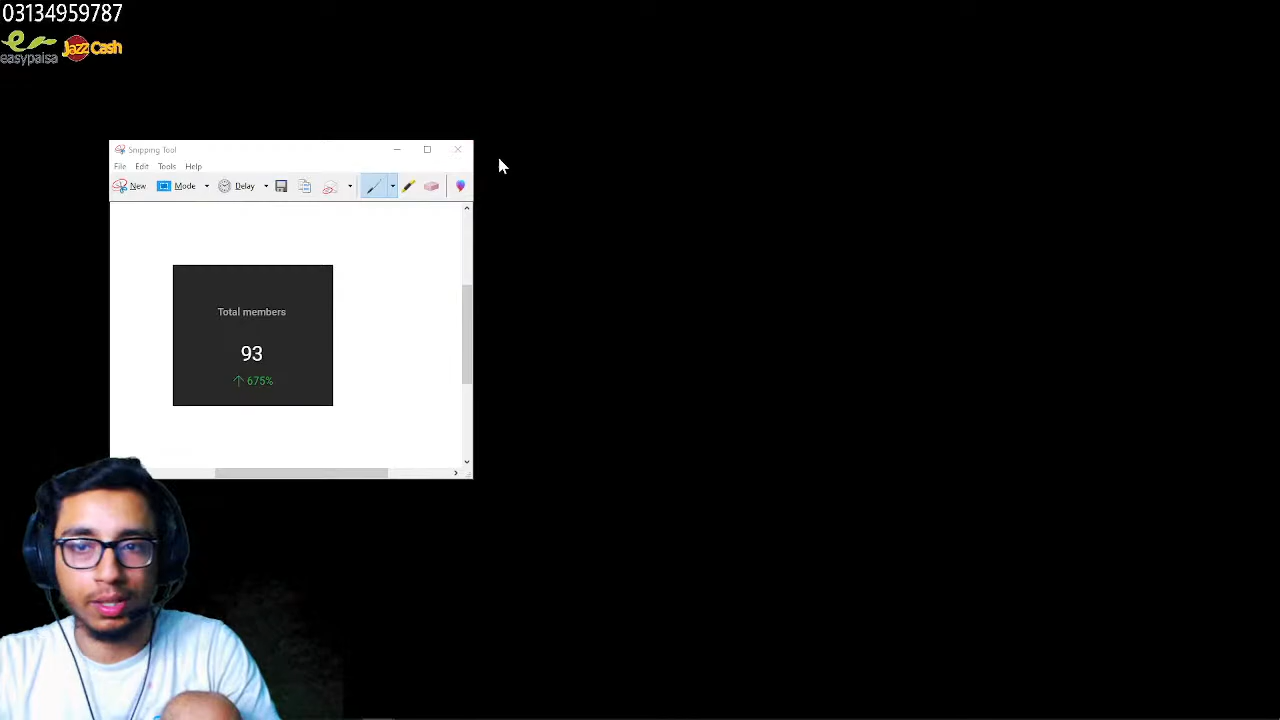 03134959787
easypaisa JazzCash
Snipping Tool
File Edit Tools Help
New Mode Delay
Total members
93
↑ 675%